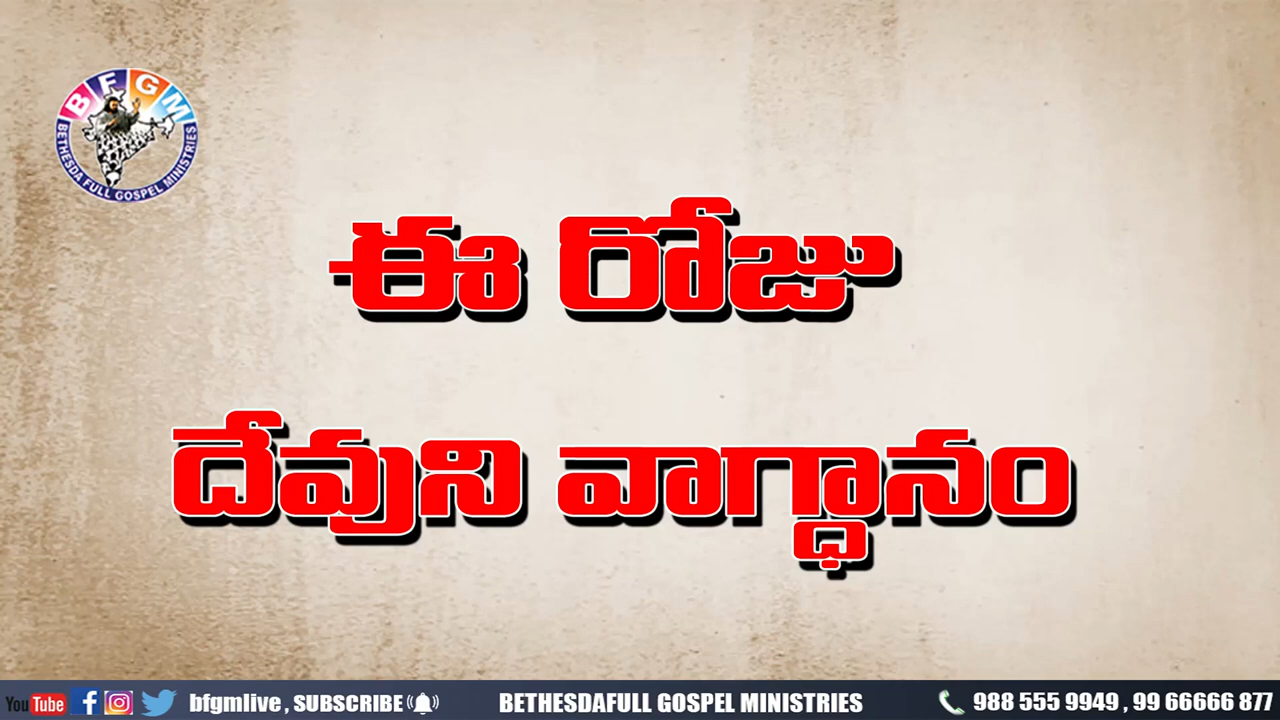 BFGM
BETHESDA FULL GOSPEL MINISTRIES
ఈ రోజు
దేవుని వాగ్ధానం
YouTube bfgmlive , SUBSCRIBE BETHESDAFULL GOSPEL MINISTRIES 988 555 9949 , 99 66666 877